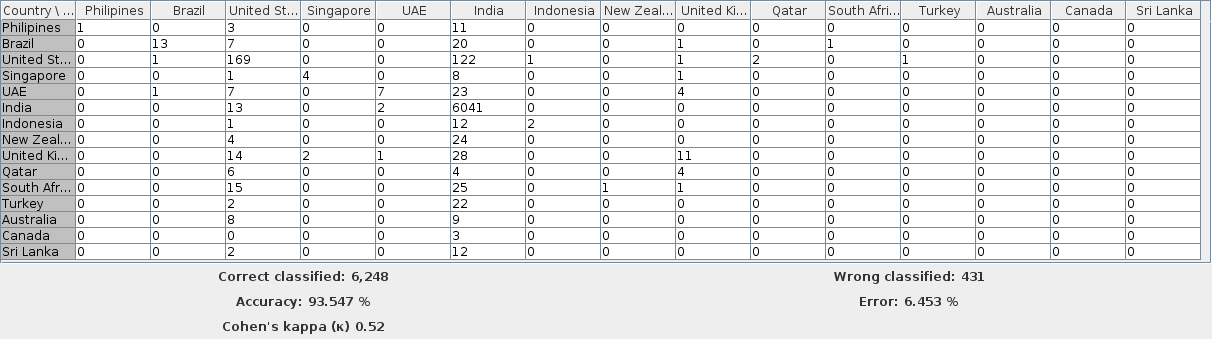 Country \ ... Philipines Brazil United St... Singapore UAE India Indonesia New Zeal... United Ki... Qatar South Afri... Turkey Australia Canada Sri Lanka
Philipines 1 0 3 0 0 11 0 0 0 0 0 0 0 0 0
Brazil 0 13 7 0 0 20 0 0 1 0 1 0 0 0 0
United St... 0 1 169 0 0 122 1 0 1 2 0 1 0 0 0
Singapore 0 0 1 4 0 8 0 0 1 0 0 0 0 0 0
UAE 0 1 7 0 7 23 0 0 4 0 0 0 0 0 0
India 0 0 13 0 2 6041 0 0 0 0 0 0 0 0 0
Indonesia 0 0 1 0 0 12 2 0 0 0 0 0 0 0 0
New Zeal... 0 0 4 0 0 24 0 0 0 0 0 0 0 0 0
United Ki... 0 0 14 2 1 28 0 0 11 0 0 0 0 0 0
Qatar 0 0 6 0 0 4 0 0 4 0 0 0 0 0 0
South Afr... 0 0 15 0 0 25 0 1 1 0 0 0 0 0 0
Turkey 0 0 2 0 0 22 0 0 0 0 0 0 0 0 0
Australia 0 0 8 0 0 9 0 0 0 0 0 0 0 0 0
Canada 0 0 0 0 0 3 0 0 0 0 0 0 0 0 0
Sri Lanka 0 0 2 0 0 12 0 0 0 0 0 0 0 0 0
Correct classified: 6,248 Wrong classified: 431
Accuracy: 93.547 % Error: 6.453 %
Cohen's kappa (κ) 0.52